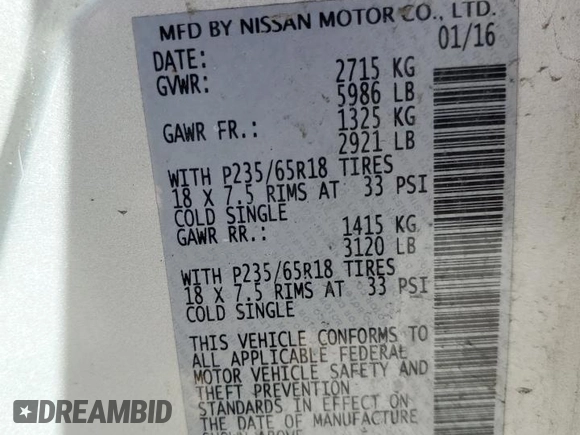 MFD BY NISSAN MOTOR CO., LTD.
DATE: 01/16
GVWR: 2715 KG
5986 LB
GAWR FR.: 1325 KG
2921 LB
WITH P235/65R18 TIRES
18 X 7.5 RIMS AT 33 PSI
COLD SINGLE
GAWR RR.: 1415 KG
3120 LB
WITH P235/65R18 TIRES
18 X 7.5 RIMS AT 33 PSI
COLD SINGLE
THIS VEHICLE CONFORMS TO
ALL APPLICABLE FEDERAL
MOTOR VEHICLE SAFETY AND
THEFT PREVENTION
STANDARDS IN EFFECT ON
THE DATE OF MANUFACTURE
SHOWN ABOVE
DREAMBID